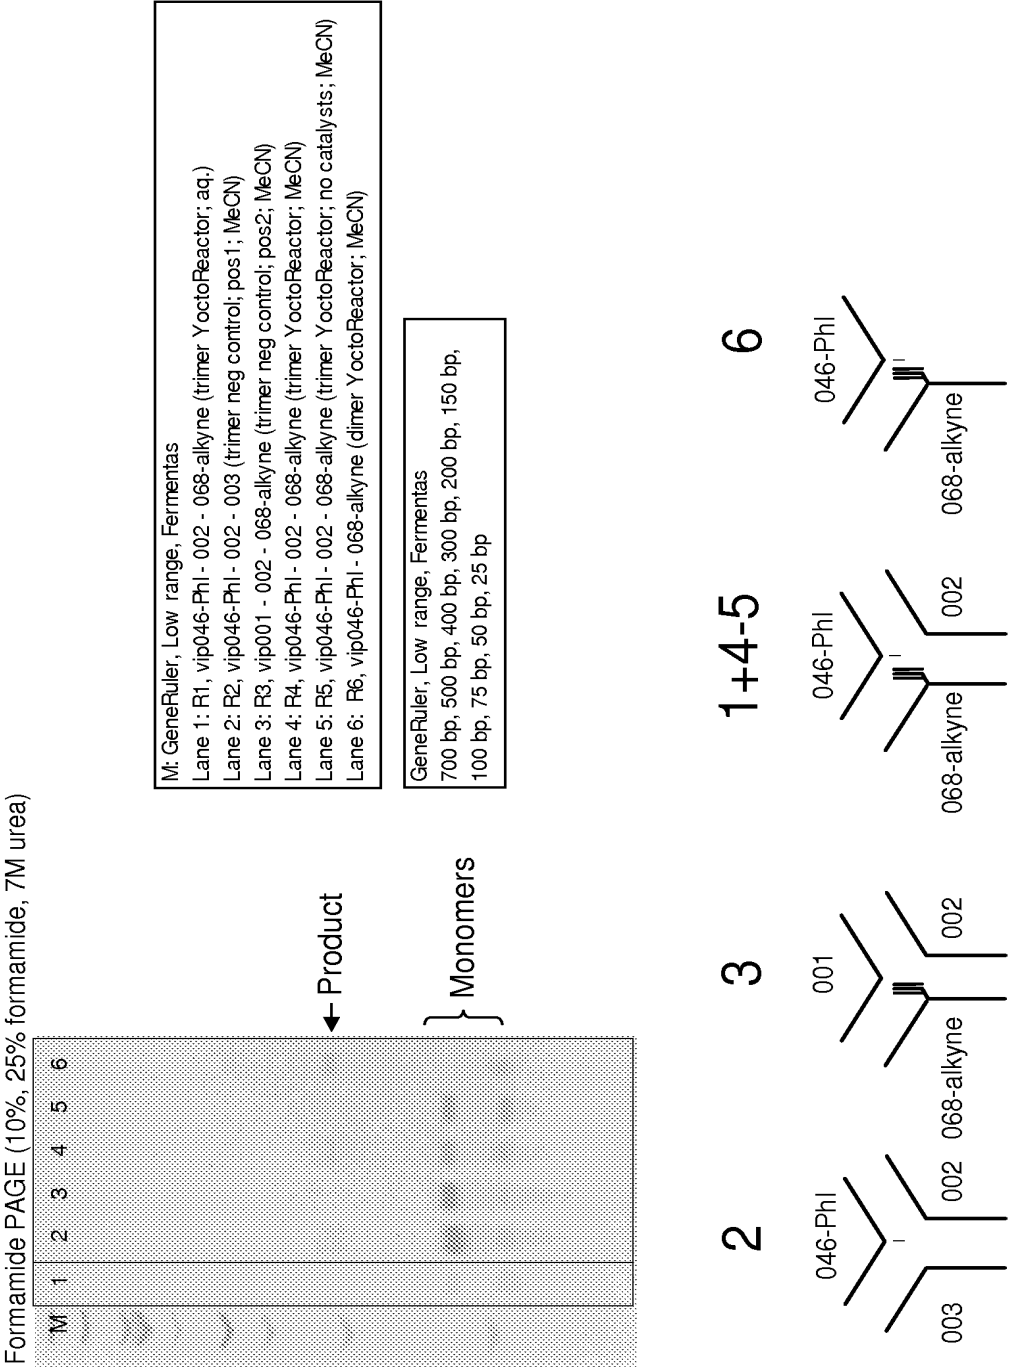 Formamide PAGE (10%, 25% formamide, 7M urea)
M 1 2 3 4 5 6
Product
Monomers
M: GeneRuler, Low range, Fermentas
Lane 1: R1, vip046-PhI - 002 - 068-alkyne (trimer YoctoReactor; aq.)
Lane 2: R2, vip046-PhI - 002 - 003 (trimer neg control; pos1; MeCN)
Lane 3: R3, vip001 - 002 - 068-alkyne (trimer neg control; pos2; MeCN)
Lane 4: R4, vip046-PhI - 002 - 068-alkyne (trimer YoctoReactor; MeCN)
Lane 5: R5, vip046-PhI - 002 - 068-alkyne (trimer YoctoReactor; no catalysts; MeCN)
Lane 6: R6, vip046-PhI - 068-alkyne (dimer YoctoReactor; MeCN)
GeneRuler, Low range, Fermentas
700 bp, 500 bp, 400 bp, 300 bp, 200 bp, 150 bp,
100 bp, 75 bp, 50 bp, 25 bp
2
046-PhI
I
003
002
3
001
068-alkyne
002
1+4-5
046-PhI
I
068-alkyne
002
6
046-PhI
I
068-alkyne